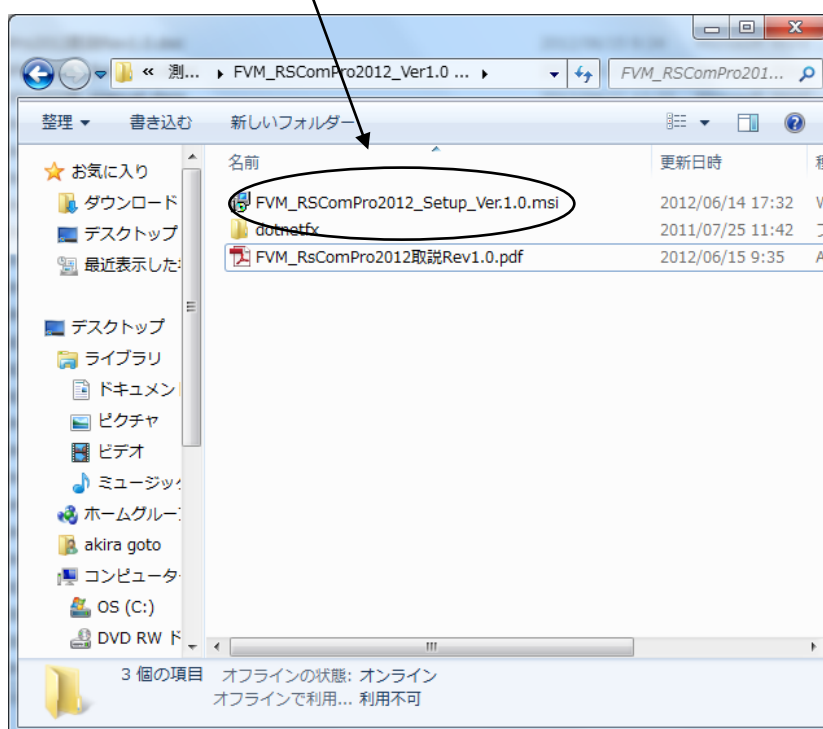 « 測... ▸ FVM_RSComPro2012_Ver1.0 ... ▸
FVM_RSComPro201...
整理 ▼ 書き込む 新しいフォルダー
お気に入り
ダウンロード
デスクトップ
最近表示した
デスクトップ
ライブラリ
ドキュメン
ピクチャ
ビデオ
ミュージッ
ホームグルー
akira goto
コンピュータ
OS (C:)
DVD RW ド
名前 更新日時
FVM_RSComPro2012_Setup_Ver.1.0.msi 2012/06/14 17:32
dotnetfx 2011/07/25 11:42
FVM_RsComPro2012取説Rev1.0.pdf 2012/06/15 9:35
3 個の項目 オフラインの状態: オンライン
オフラインで利用... 利用不可